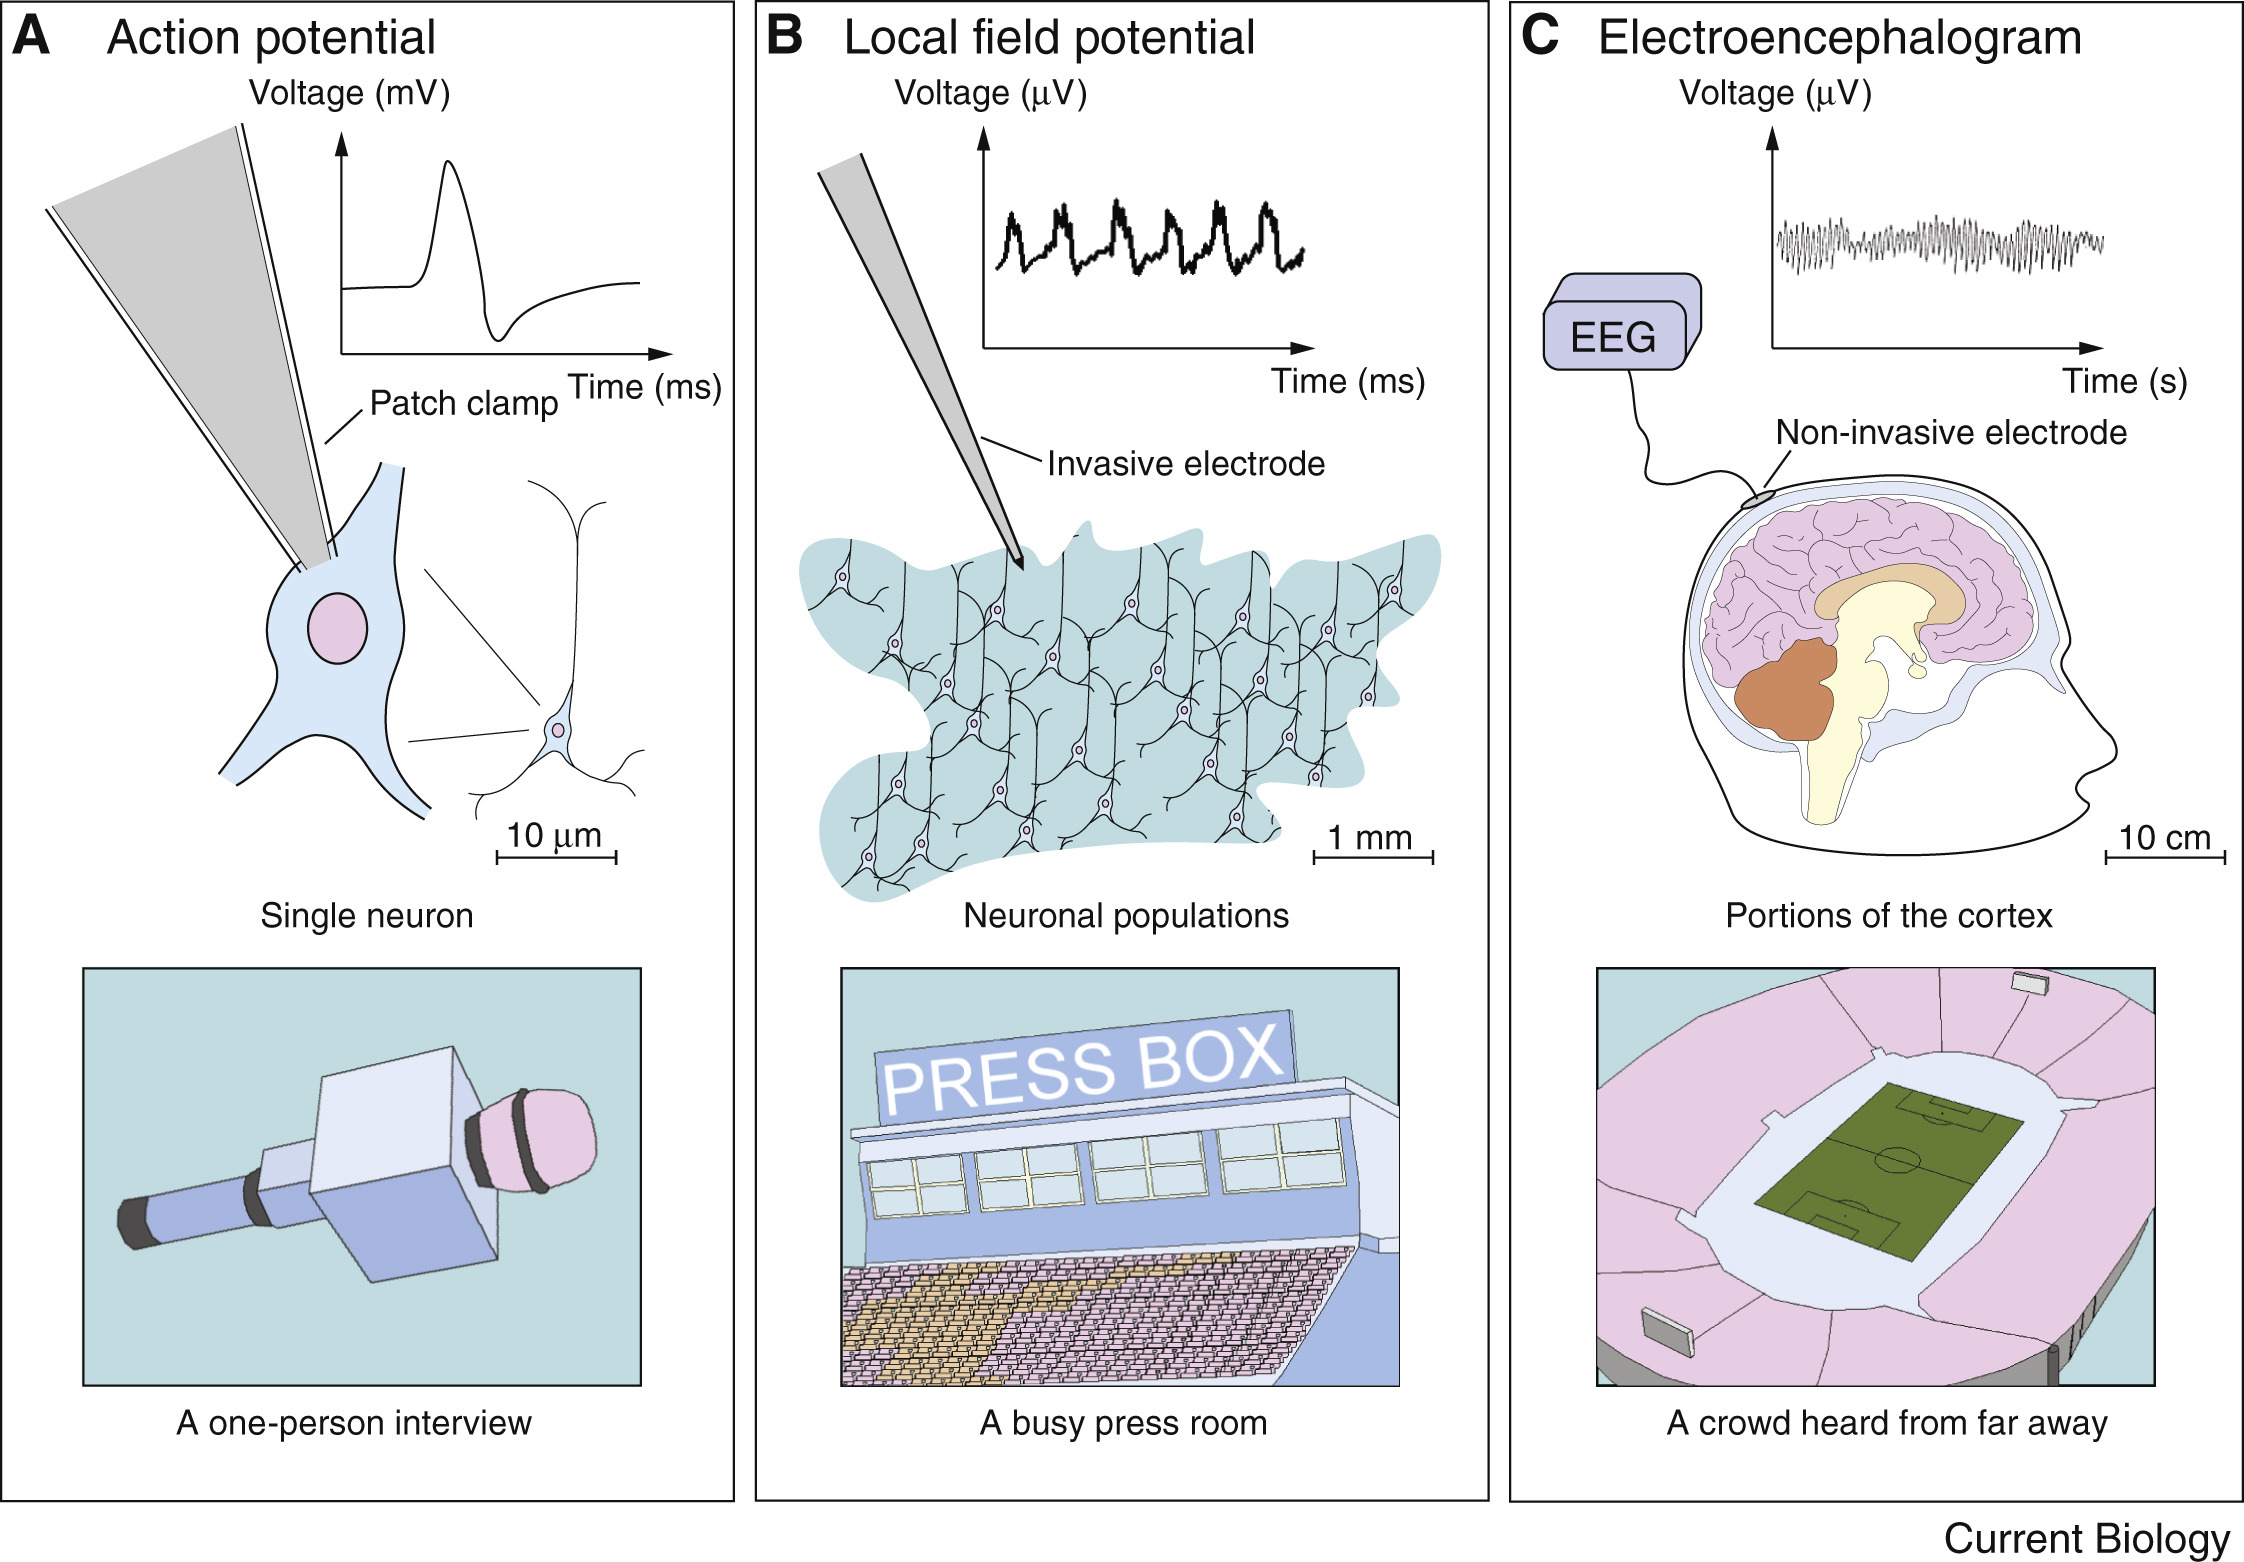 A Action potential
Voltage (mV)
Time (ms)
Patch clamp
10 μm
Single neuron
A one-person interview
B Local field potential
Voltage (μV)
Time (ms)
Invasive electrode
1 mm
Neuronal populations
PRESS BOX
A busy press room
C Electroencephalogram
Voltage (μV)
EEG
Time (s)
Non-invasive electrode
10 cm
Portions of the cortex
A crowd heard from far away
Current Biology